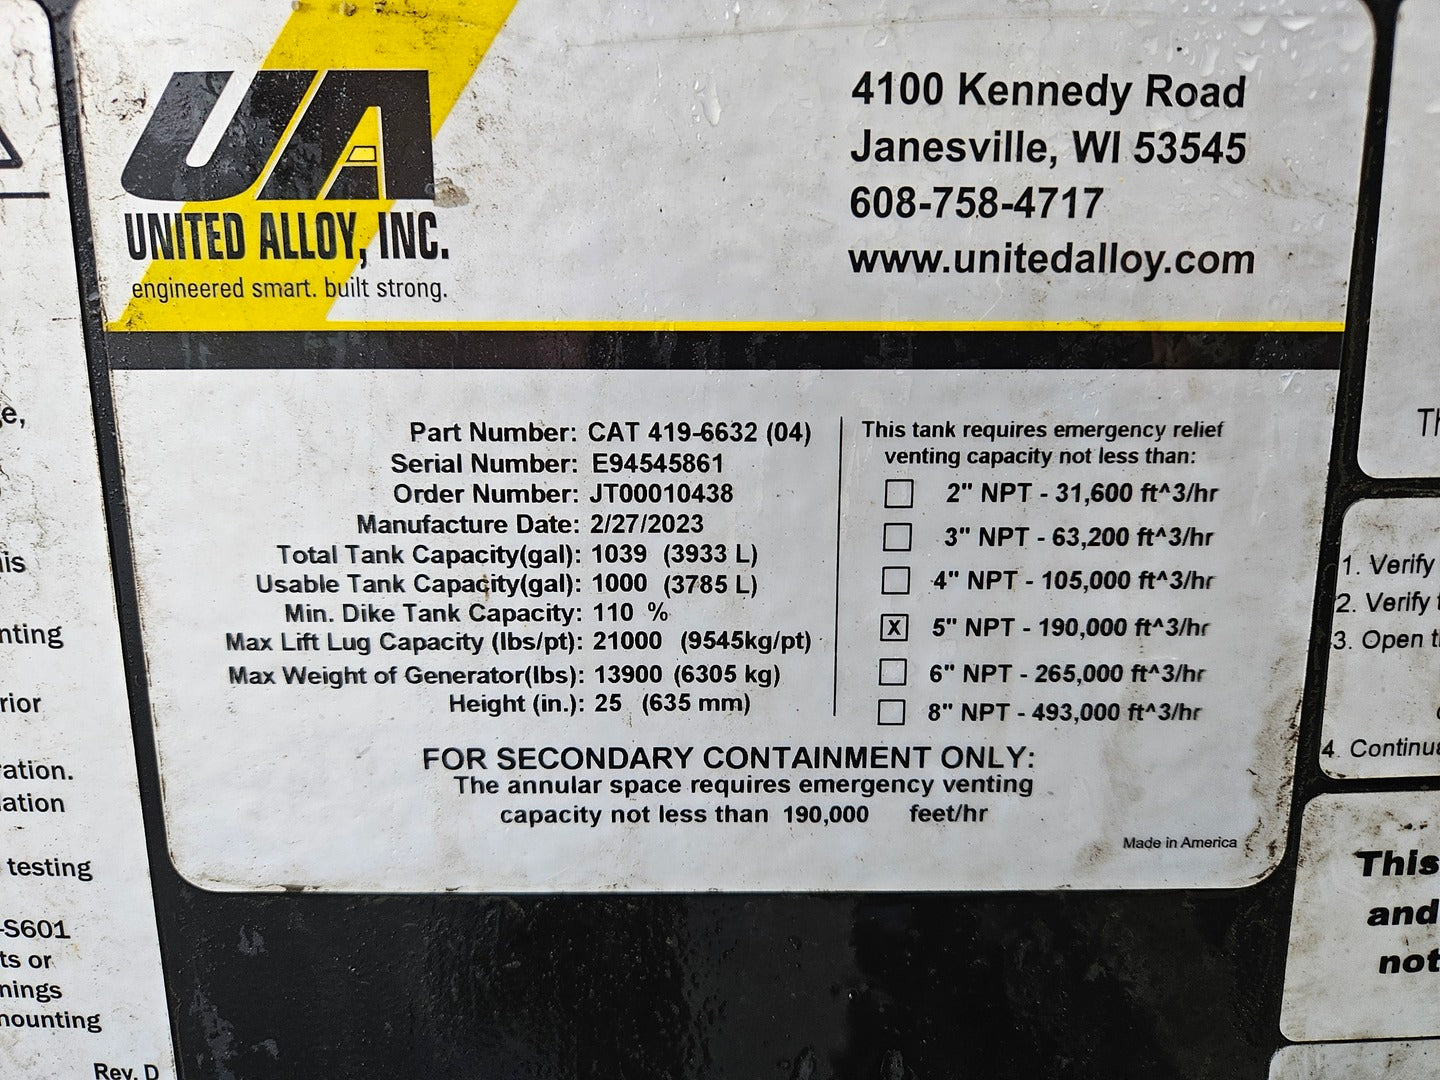 UA
UNITED ALLOY, INC.
engineered smart. built strong.
4100 Kennedy Road
Janesville, WI 53545
608-758-4717
www.unitedalloy.com
Part Number: CAT 419-6632 (04)
Serial Number: E94545861
Order Number: JT00010438
Manufacture Date: 2/27/2023
Total Tank Capacity(gal): 1039 (3933 L)
Usable Tank Capacity(gal): 1000 (3785 L)
Min. Dike Tank Capacity: 110 %
Max Lift Lug Capacity (lbs/pt): 21000 (9545kg/pt)
Max Weight of Generator(lbs): 13900 (6305 kg)
Height (in.): 25 (635 mm)
This tank requires emergency relief
venting capacity not less than:
2" NPT - 31,600 ft^3/hr
3" NPT - 63,200 ft^3/hr
4" NPT - 105,000 ft^3/hr
X 5" NPT - 190,000 ft^3/hr
6" NPT - 265,000 ft^3/hr
8" NPT - 493,000 ft^3/hr
FOR SECONDARY CONTAINMENT ONLY:
The annular space requires emergency venting
capacity not less than 190,000 feet/hr
Made in America
testing
-S601
ts or
Rev. D
1. Verify
2. Verify
3. Open
4. Continu
This
and
not